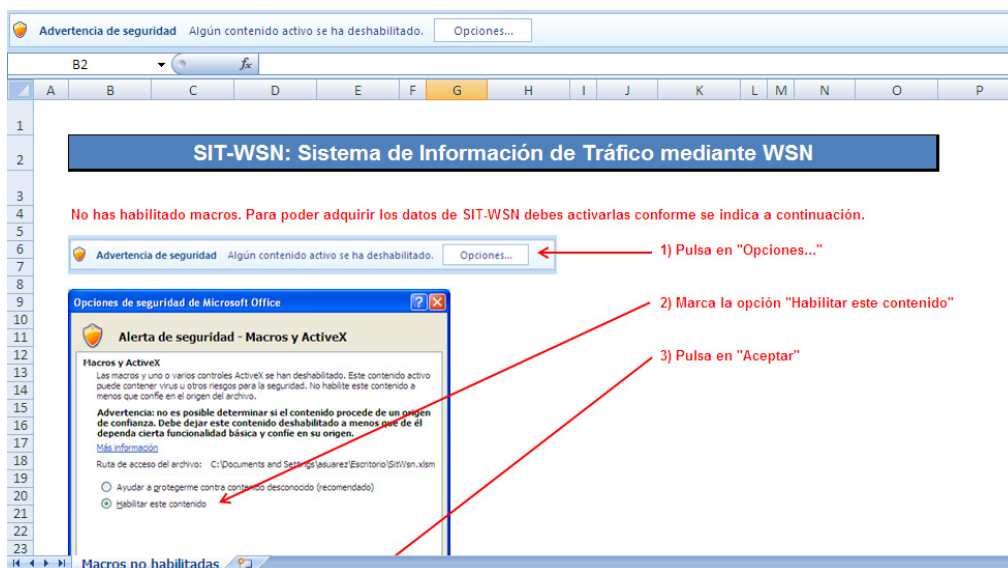 Advertencia de seguridad Algún contenido activo se ha deshabilitado. Opciones...
B2 fx
A B C D E F G H I J K L M N O P
1
2 SIT-WSN: Sistema de Información de Tráfico mediante WSN
3
4 No has habilitado macros. Para poder adquirir los datos de SIT-WSN debes activarlas conforme se indica a continuación.
5
6 Advertencia de seguridad Algún contenido activo se ha deshabilitado. Opciones... 1) Pulsa en "Opciones..."
7
8
9 Opciones de seguridad de Microsoft Office 2) Marca la opción "Habilitar este contenido"
10
11 Alerta de seguridad - Macros y ActiveX
12 Macros y ActiveX 3) Pulsa en "Aceptar"
13 Las macros y uno o varios controles ActiveX se han deshabilitado. Este contenido activo
14 puede contener virus u otros riesgos para la seguridad. No habilite este contenido a
menos que confíe en el origen del archivo.
15 Advertencia: no es posible determinar si el contenido procede de un origen
16 de confianza. Debe dejar este contenido deshabilitado a menos que de él
17 dependa cierta funcionalidad básica y confíe en su origen.
Más información
18 Ruta de acceso del archivo: C:\Documents and Settings\asuarez\Escritorio\SitWsn.xlsm
19
20 Ayudar a protegerme contra contenido desconocido (recomendado)
21 Habilitar este contenido
22
23
Macros no habilitadas